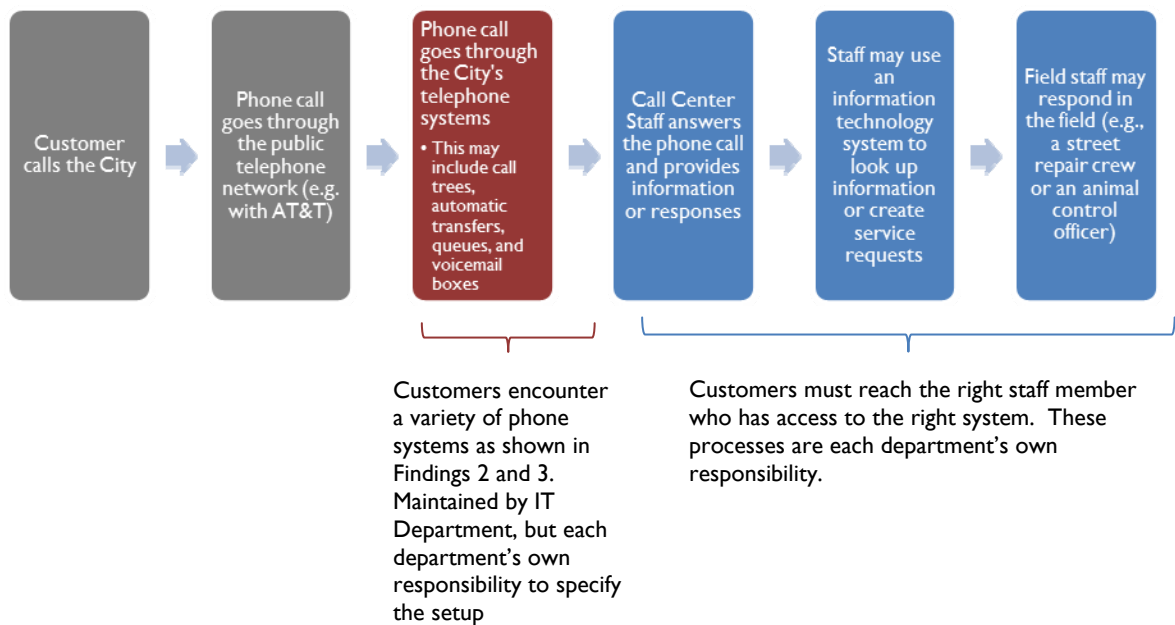 Customer
calls the City
Phone call
goes through
the public
telephone
network (e.g.
with AT&T)
Phone call
goes through
the City's
telephone
systems
• This may
include call
trees,
automatic
transfers,
queues, and
voicemail
boxes
Call Center
Staff answers
the phone call
and provides
information
or responses
Staff may use
an
information
technology
system to
look up
information
or create
service
requests
Field staff may
respond in
the field (e.g.,
a street
repair crew
or an animal
control
officer)
Customers encounter
a variety of phone
systems as shown in
Findings 2 and 3.
Maintained by IT
Department, but each
department’s own
responsibility to specify
the setup
Customers must reach the right staff member
who has access to the right system.  These
processes are each department’s own
responsibility.